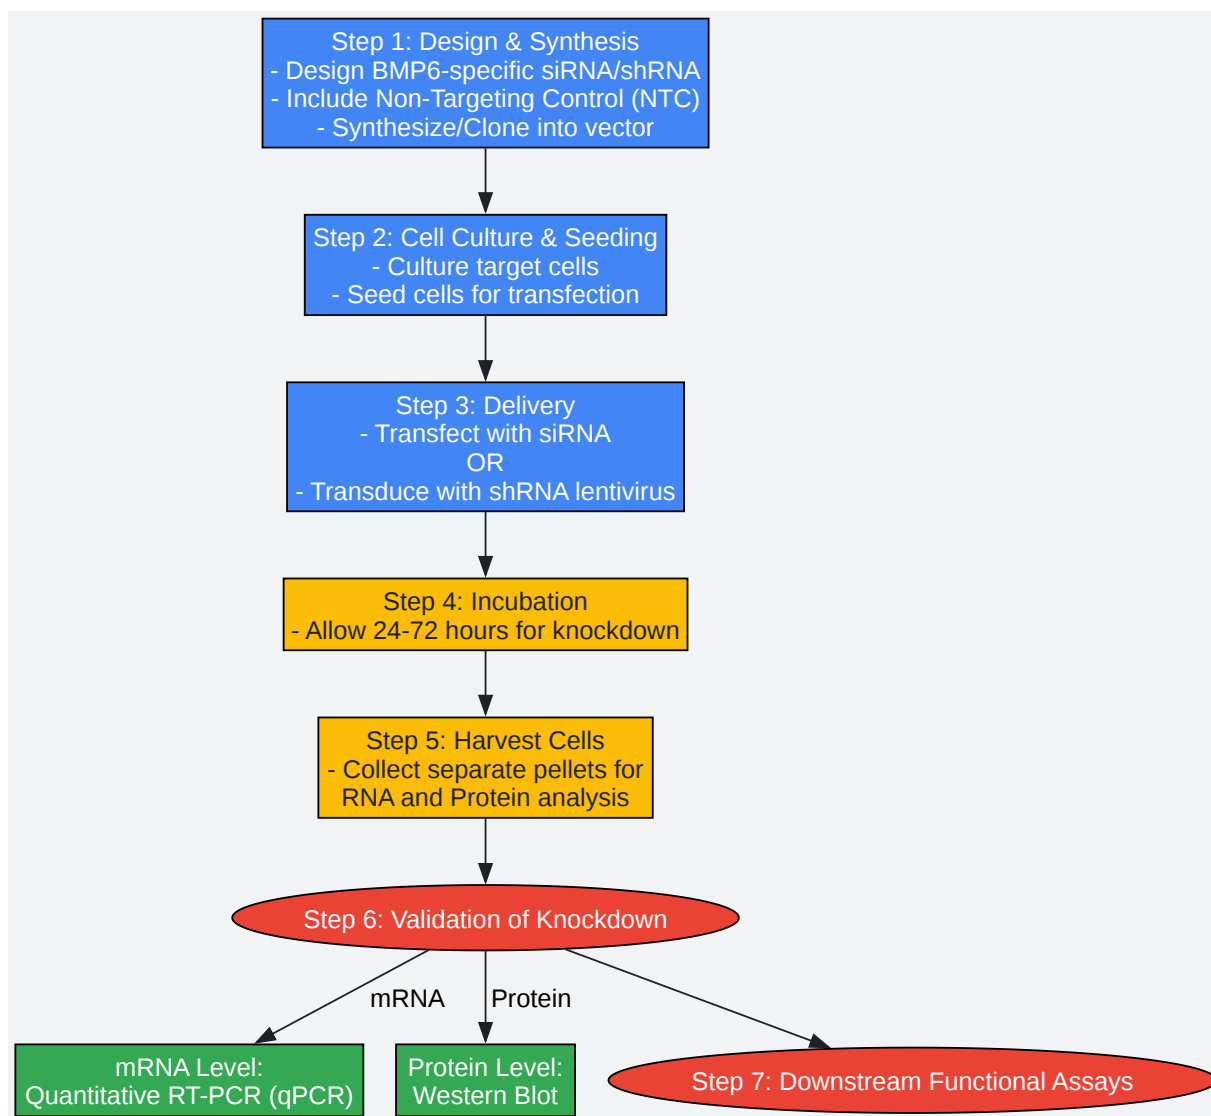 Step 1: Design & Synthesis
- Design BMP6-specific siRNA/shRNA
- Include Non-Targeting Control (NTC)
- Synthesize/Clone into vector
Step 2: Cell Culture & Seeding
- Culture target cells
- Seed cells for transfection
Step 3: Delivery
- Transfect with siRNA
OR
- Transduce with shRNA lentivirus
Step 4: Incubation
- Allow 24-72 hours for knockdown
Step 5: Harvest Cells
- Collect separate pellets for
RNA and Protein analysis
Step 6: Validation of Knockdown
mRNA
Protein
mRNA Level:
Quantitative RT-PCR (qPCR)
Protein Level:
Western Blot
Step 7: Downstream Functional Assays